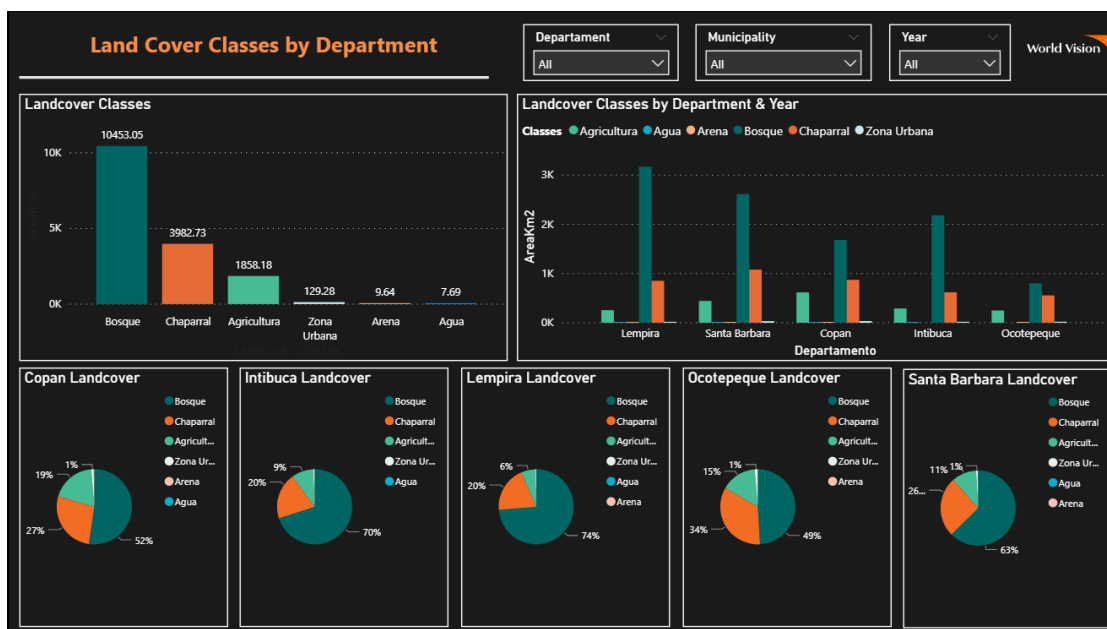 Land Cover Classes by Department
Departament
All
Municipality
All
Year
All
World Vision
Landcover Classes
10K
5K
0K
10453.05
3982.73
1858.18
129.28
9.64
7.69
Bosque
Chaparral
Agricultura
Zona
Urbana
Arena
Agua
Landcover Classes by Department & Year
Classes Agricultura Agua Arena Bosque Chaparral Zona Urbana
AreaKm2
3K
2K
1K
0K
Lempira
Santa Barbara
Copan
Intibuca
Ocotepeque
Departamento
Copan Landcover
Bosque
Chaparral
Agricult...
Zona Ur...
Arena
Agua
1%
19%
27%
52%
Intibuca Landcover
Bosque
Chaparral
Agricult...
Zona Ur...
Agua
9%
20%
70%
Lempira Landcover
Bosque
Chaparral
Agricult...
Zona Ur...
Agua
Arena
6%
20%
74%
Ocotepeque Landcover
Bosque
Chaparral
Agricult...
Zona Ur...
Arena
1%
15%
34%
49%
Santa Barbara Landcover
Bosque
Chaparral
Agricult...
Zona Ur...
Agua
Arena
1%
11%
26...
63%